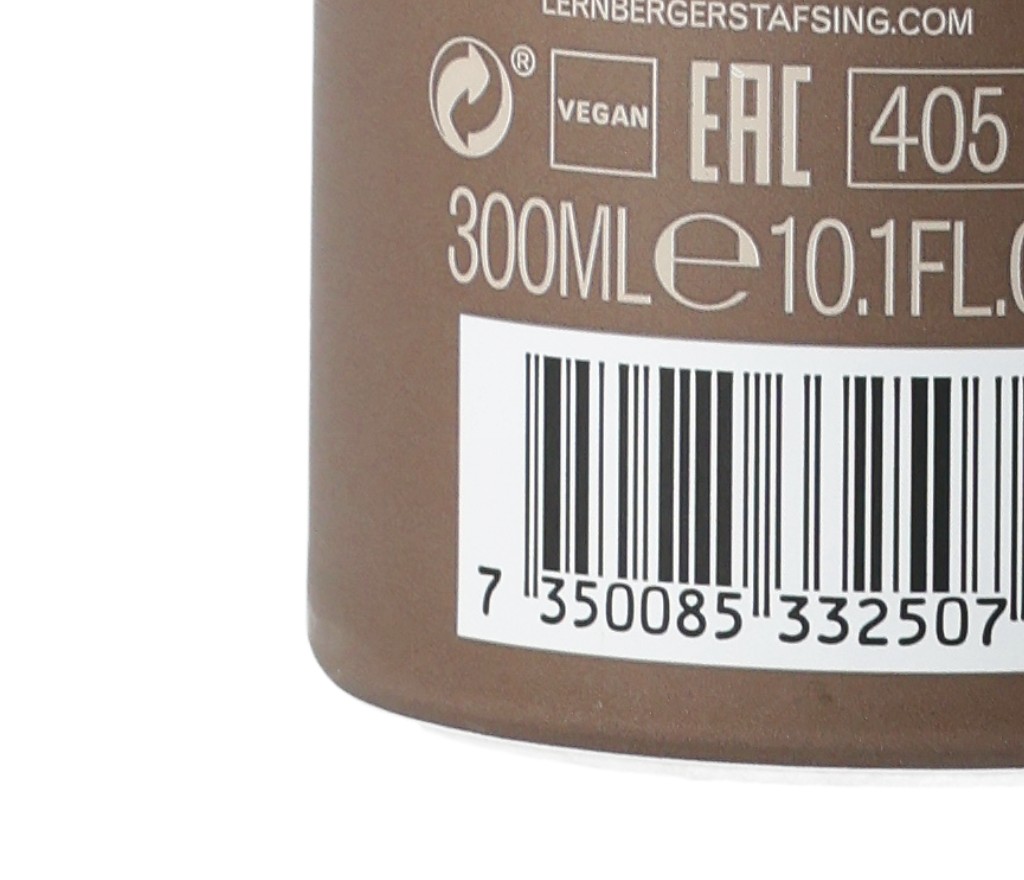 LERNBERGERSTAFSING.COM
® VEGAN EAC 405
300ML e 10.1FL.
7 350085 332507